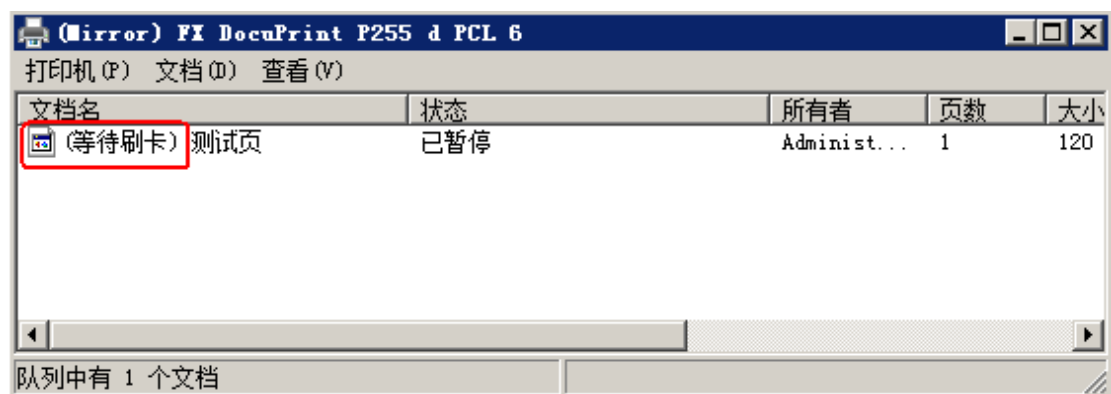 (Mirror) FX DocuPrint P255 d PCL 6
打印机(P) 文档(D) 查看(V)
文档名 状态 所有者 页数 大小
(等待刷卡) 测试页 已暂停 Administ... 1 120
队列中有 1 个文档